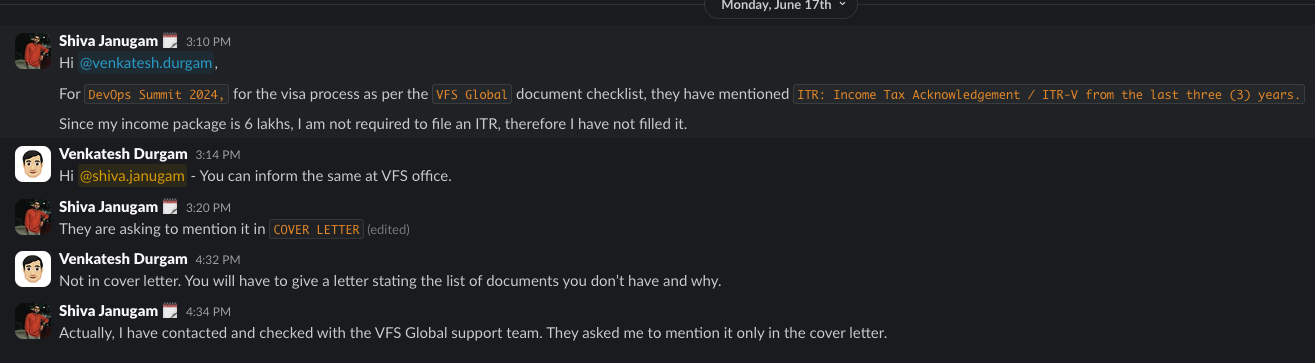 Monday, June 17th
Shiva Janugam 3:10 PM
Hi @venkatesh.durgam,
For DevOps Summit 2024, for the visa process as per the VFS Global document checklist, they have mentioned ITR: Income Tax Acknowledgement / ITR-V from the last three (3) years.
Since my income package is 6 lakhs, I am not required to file an ITR, therefore I have not filled it.
Venkatesh Durgam 3:14 PM
Hi @shiva.janugam - You can inform the same at VFS office.
Shiva Janugam 3:20 PM
They are asking to mention it in COVER LETTER (edited)
Venkatesh Durgam 4:32 PM
Not in cover letter. You will have to give a letter stating the list of documents you don’t have and why.
Shiva Janugam 4:34 PM
Actually, I have contacted and checked with the VFS Global support team. They asked me to mention it only in the cover letter.